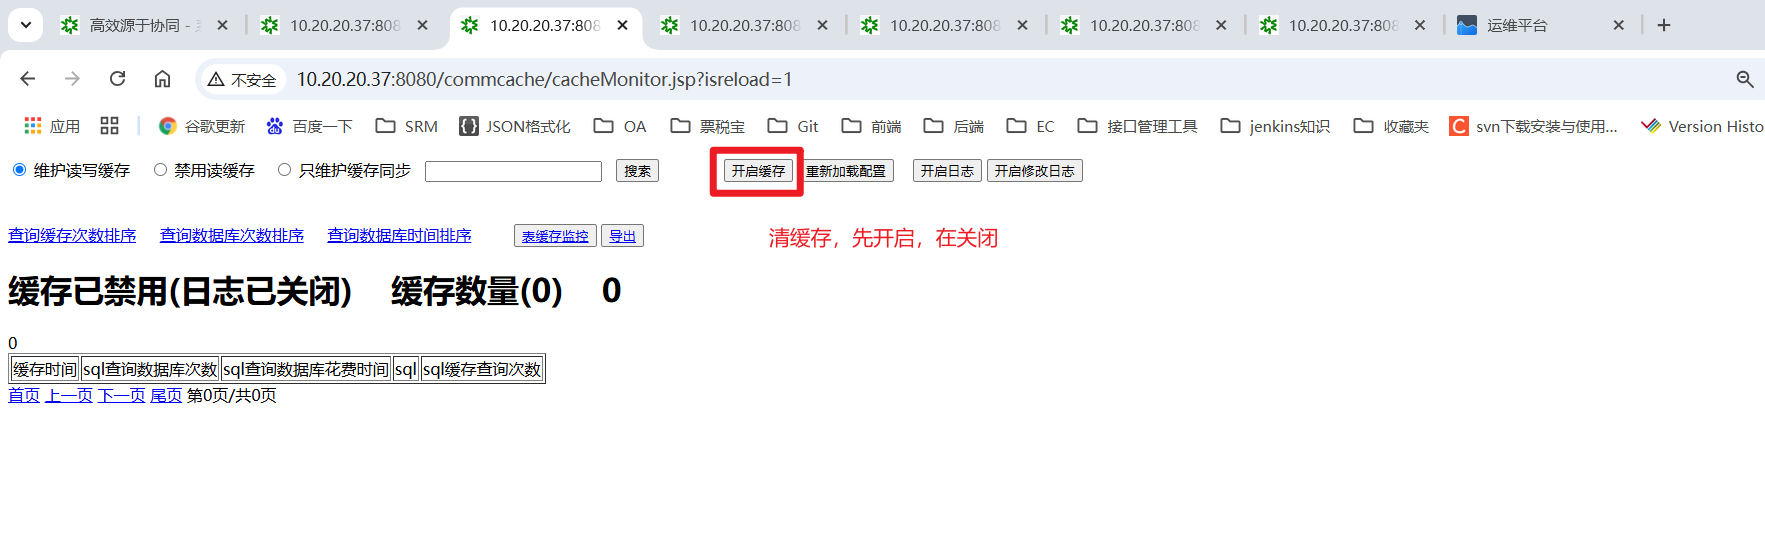 高效源于协同 -
10.20.20.37:808
10.20.20.37:808
10.20.20.37:808
10.20.20.37:808
10.20.20.37:808
10.20.20.37:808
运维平台
不安全 10.20.20.37:8080/commcache/cacheMonitor.jsp?isreload=1
应用 谷歌更新 百度一下 SRM JSON格式化 OA 票税宝 Git 前端 后端 EC 接口管理工具 jenkins知识 收藏夹 svn下载安装与使用... Version Histo
维护读写缓存 禁用读缓存 只维护缓存同步 搜索 开启缓存 重新加载配置 开启日志 开启修改日志
查询缓存次数排序 查询数据库次数排序 查询数据库时间排序 表缓存监控 导出
清缓存，先开启，在关闭
缓存已禁用(日志已关闭) 缓存数量(0) 0
0
缓存时间 sql查询数据库次数 sql查询数据库花费时间 sql sql缓存查询次数
首页 上一页 下一页 尾页 第0页/共0页